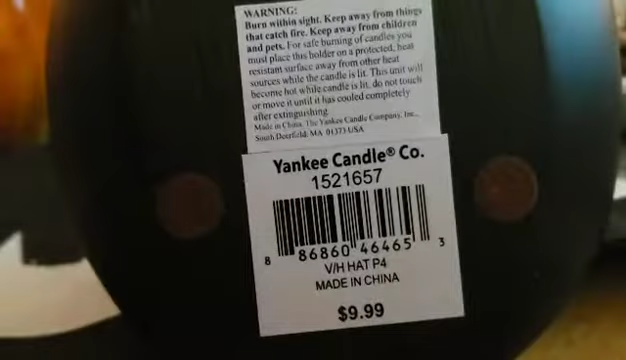 WARNING:
Burn within sight. Keep away from things
that catch fire. Keep away from children
and pets. For safe burning of candles you
must place this holder on a protected, heat
resistant surface away from other heat
sources while the candle is lit. This unit will
become hot while candle is lit, do not touch
or move it until it has cooled completely
after extinguishing.
Made in China. The Yankee Candle Company, Inc.,
South Deerfield, MA 01373 USA
Yankee Candle® Co.
1521657
8 86860 46465 3
V/H HAT P4
MADE IN CHINA
$9.99